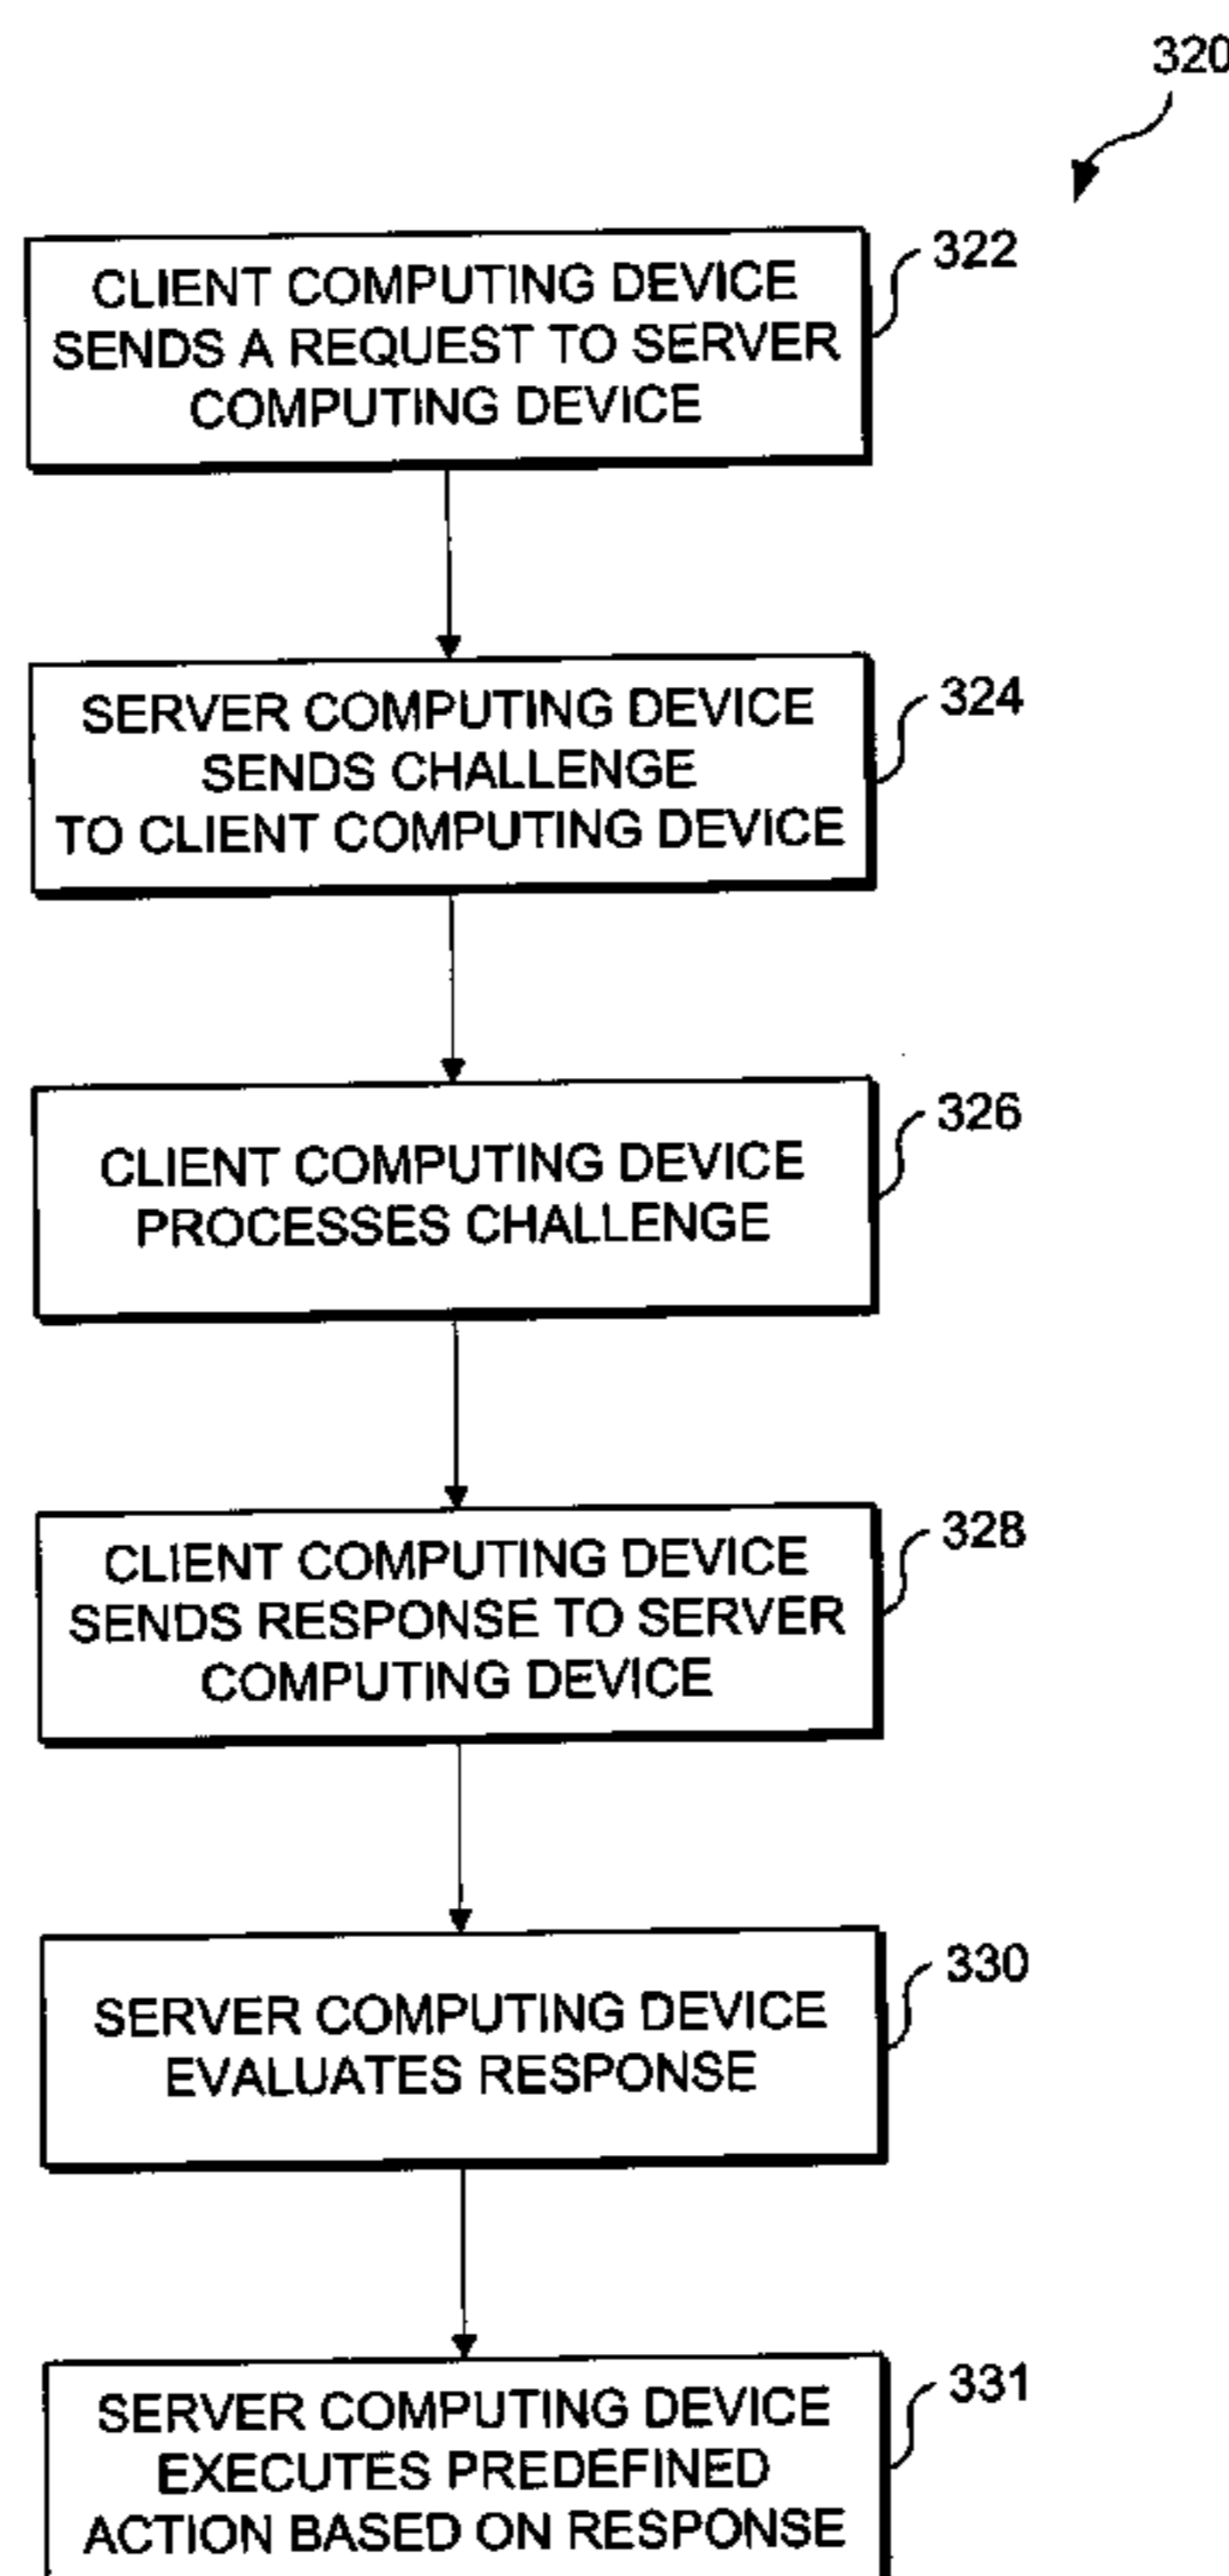 320
CLIENT COMPUTING DEVICE
SENDS A REQUEST TO SERVER
COMPUTING DEVICE
322
SERVER COMPUTING DEVICE
SENDS CHALLENGE
TO CLIENT COMPUTING DEVICE
324
CLIENT COMPUTING DEVICE
PROCESSES CHALLENGE
326
CLIENT COMPUTING DEVICE
SENDS RESPONSE TO SERVER
COMPUTING DEVICE
328
SERVER COMPUTING DEVICE
EVALUATES RESPONSE
330
SERVER COMPUTING DEVICE
EXECUTES PREDEFINED
ACTION BASED ON RESPONSE
331